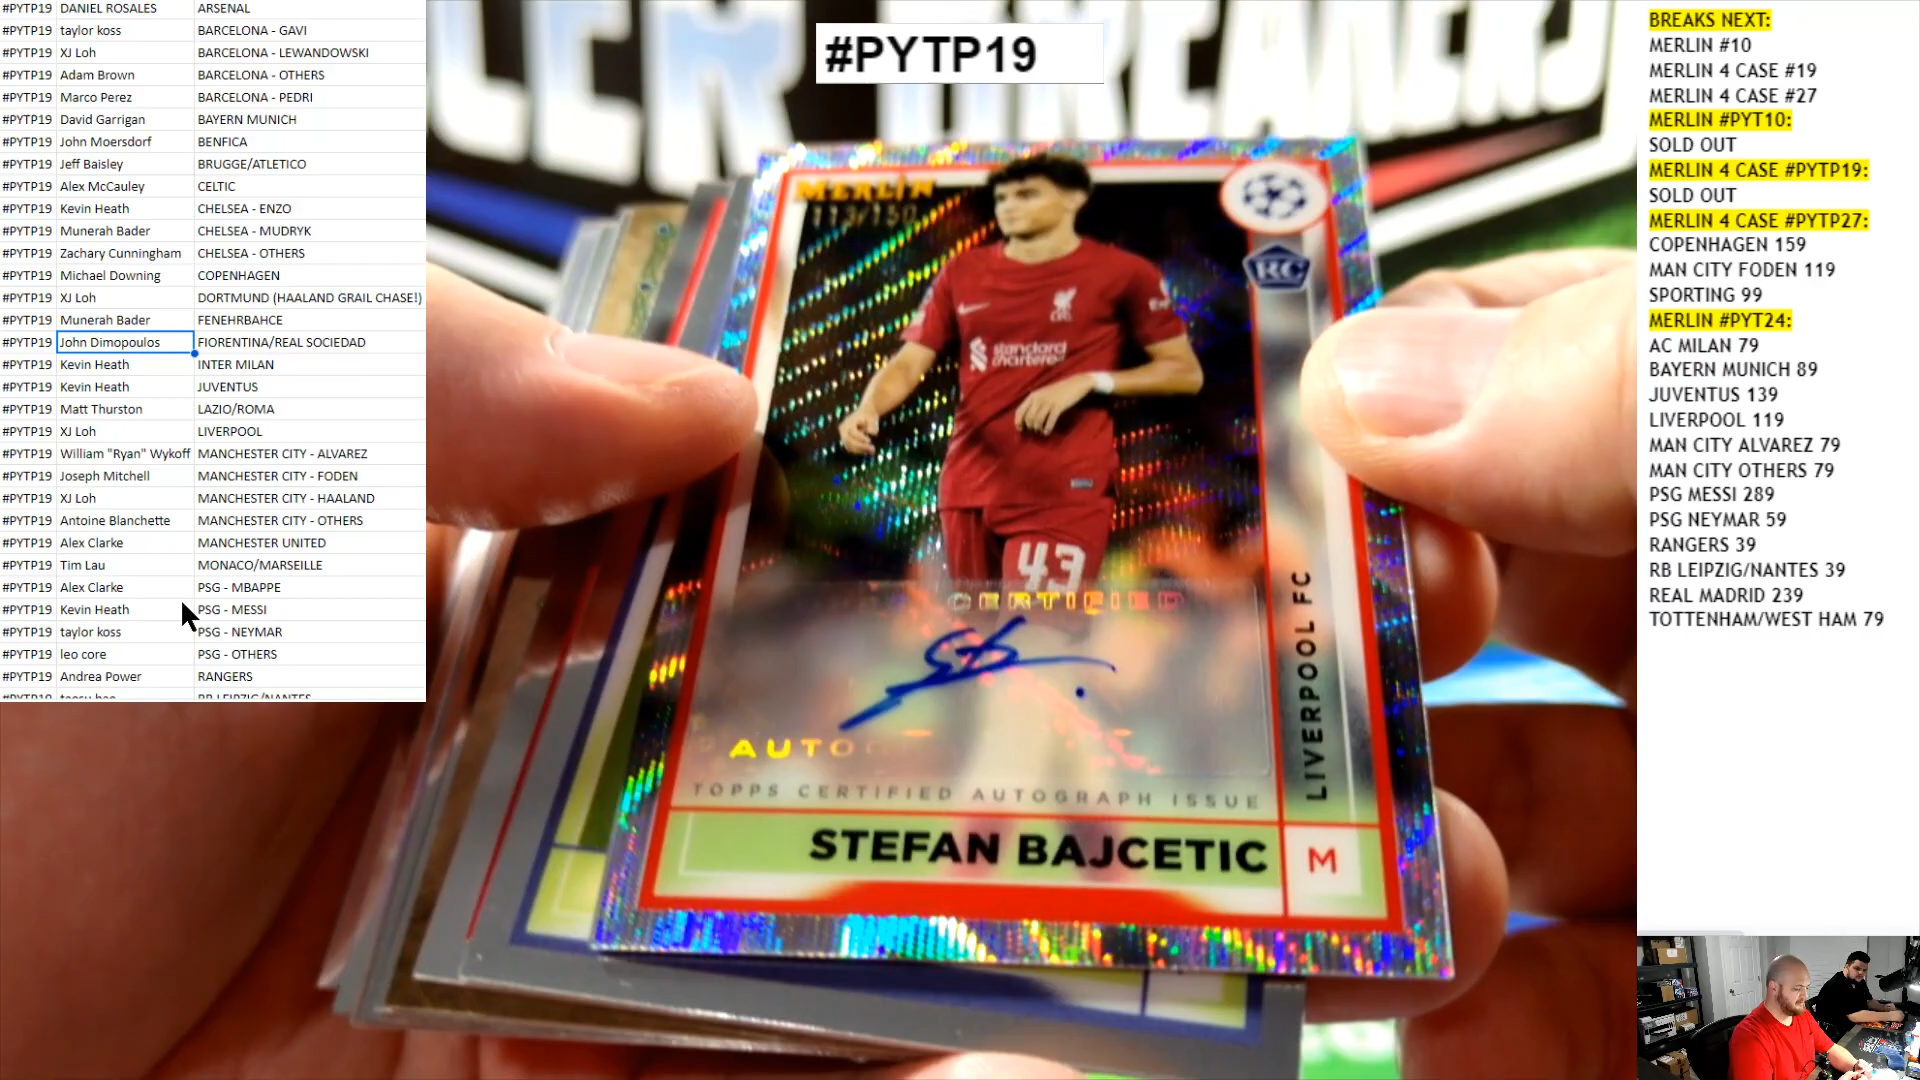 #PYTP19 DANIEL ROSALES ARSENAL
#PYTP19 taylor koss BARCELONA - GAVI
#PYTP19 XJ Loh BARCELONA - LEWANDOWSKI
#PYTP19 Adam Brown BARCELONA - OTHERS
#PYTP19 Marco Perez BARCELONA - PEDRI
#PYTP19 David Garrigan BAYERN MUNICH
#PYTP19 John Moersdorf BENFICA
#PYTP19 Jeff Baisley BRUGGE/ATLETICO
#PYTP19 Alex McCauley CELTIC
#PYTP19 Kevin Heath CHELSEA - ENZO
#PYTP19 Munerah Bader CHELSEA - MUDRYK
#PYTP19 Zachary Cunningham CHELSEA - OTHERS
#PYTP19 Michael Downing COPENHAGEN
#PYTP19 XJ Loh DORTMUND (HAALAND GRAIL CHASE!)
#PYTP19 Munerah Bader FENEHRBAHCE
#PYTP19 John Dimopoulos FIORENTINA/REAL SOCIEDAD
#PYTP19 Kevin Heath INTER MILAN
#PYTP19 Kevin Heath JUVENTUS
#PYTP19 Matt Thurston LAZIO/ROMA
#PYTP19 XJ Loh LIVERPOOL
#PYTP19 William "Ryan" Wykoff MANCHESTER CITY - ALVAREZ
#PYTP19 Joseph Mitchell MANCHESTER CITY - FODEN
#PYTP19 XJ Loh MANCHESTER CITY - HAALAND
#PYTP19 Antoine Blanchette MANCHESTER CITY - OTHERS
#PYTP19 Alex Clarke MANCHESTER UNITED
#PYTP19 Tim Lau MONACO/MARSEILLE
#PYTP19 Alex Clarke PSG - MBAPPE
#PYTP19 Kevin Heath PSG - MESSI
#PYTP19 taylor koss PSG - NEYMAR
#PYTP19 leo core PSG - OTHERS
#PYTP19 Andrea Power RANGERS
#PYTP19 RB LEIPZIG/NANTES
#PYTP19
MERLIN
113/150
RC
standard chartered
43
CERTIFIED
AUTO
TOPPS CERTIFIED AUTOGRAPH ISSUE
LIVERPOOL FC
STEFAN BAJCETIC
M
BREAKS NEXT:
MERLIN #10
MERLIN 4 CASE #19
MERLIN 4 CASE #27
MERLIN #PYT10:
SOLD OUT
MERLIN 4 CASE #PYTP19:
SOLD OUT
MERLIN 4 CASE #PYTP27:
COPENHAGEN 159
MAN CITY FODEN 119
SPORTING 99
MERLIN #PYT24:
AC MILAN 79
BAYERN MUNICH 89
JUVENTUS 139
LIVERPOOL 119
MAN CITY ALVAREZ 79
MAN CITY OTHERS 79
PSG MESSI 289
PSG NEYMAR 59
RANGERS 39
RB LEIPZIG/NANTES 39
REAL MADRID 239
TOTTENHAM/WEST HAM 79